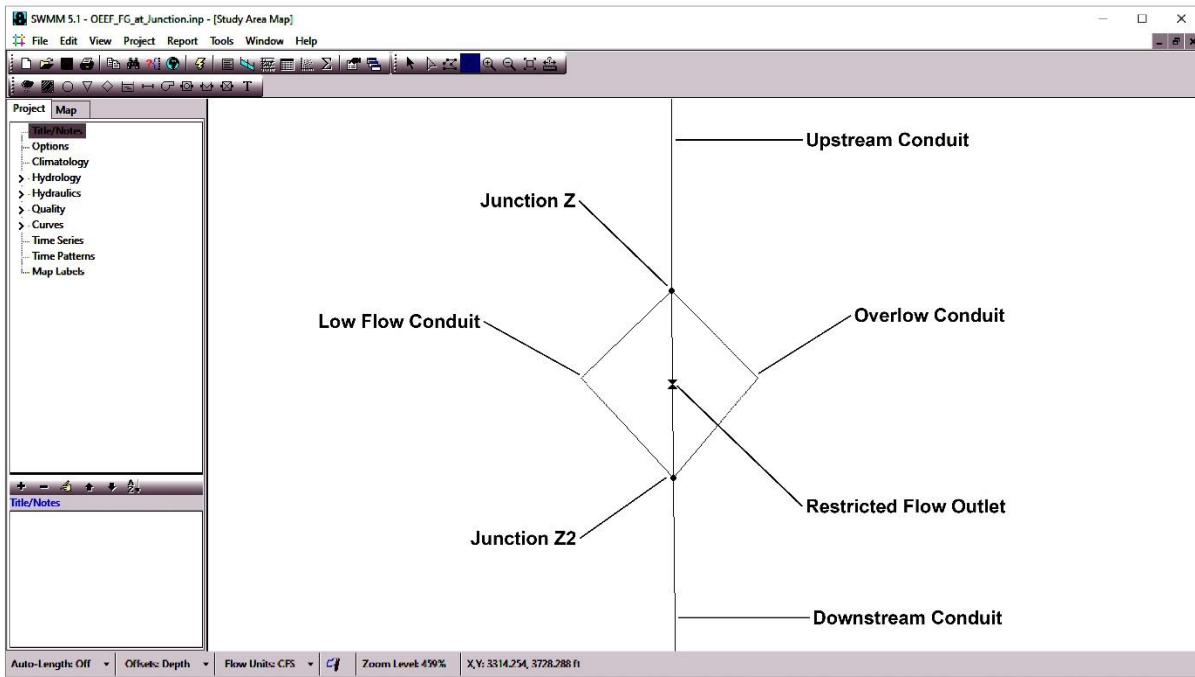 SWMM 5.1 - OEEF_FG_at_Junction.inp - [Study Area Map]
File Edit View Project Report Tools Window Help
Project Map
Title/Notes
Options
Climatology
Hydrology
Hydraulics
Quality
Curves
Time Series
Time Patterns
Map Labels
Title/Notes
Upstream Conduit
Junction Z
Low Flow Conduit
Overlow Conduit
Restricted Flow Outlet
Junction Z2
Downstream Conduit
Auto-Length: Off Offsets: Depth Flow Units: CFS Zoom Level: 459% X,Y: 3314.254, 3728.288 ft